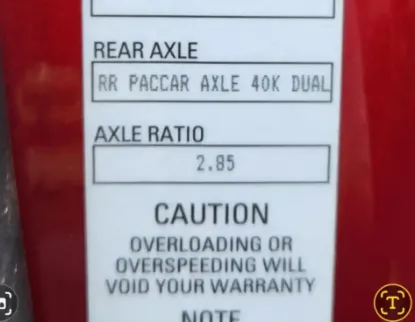 REAR AXLE
RR PACCAR AXLE 40K DUAL
AXLE RATIO
2.85
CAUTION
OVERLOADING OR
OVERSPEEDING WILL
VOID YOUR WARRANTY
NOTE
T